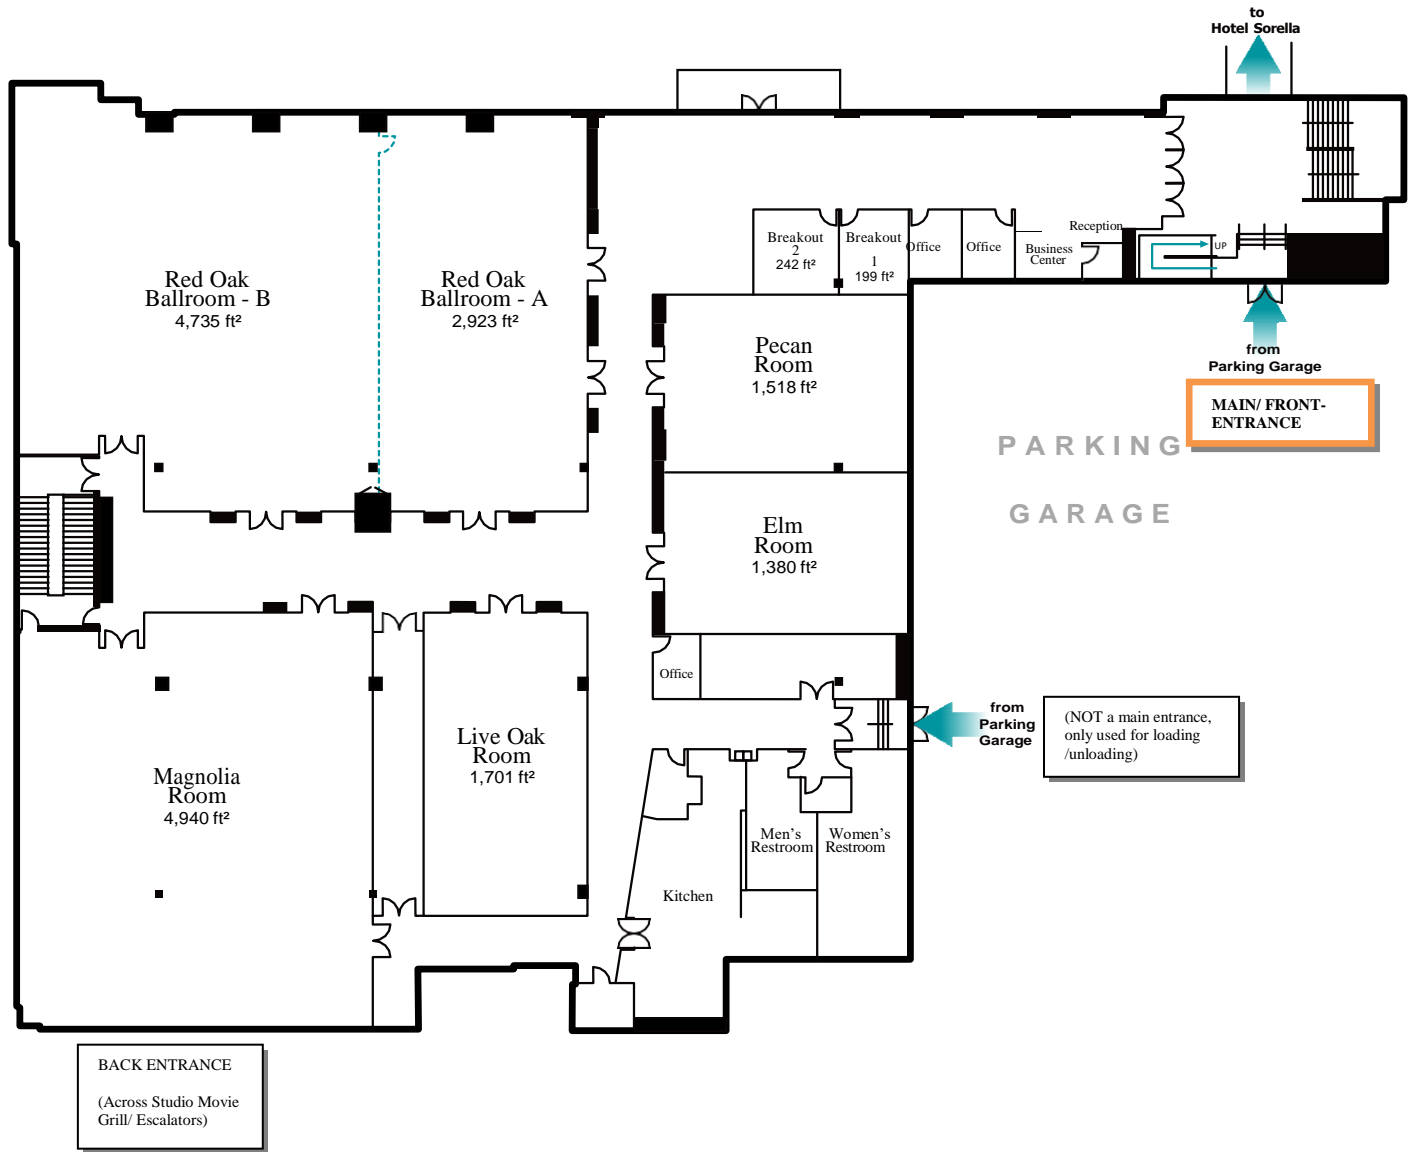 to
Hotel Sorella
Reception
Breakout
2
242 ft²
Breakout
1
199 ft²
Office
Office
Business
Center
UP
Red Oak
Ballroom - B
4,735 ft²
Red Oak
Ballroom - A
2,923 ft²
Pecan
Room
1,518 ft²
from
Parking Garage
MAIN/ FRONT-
ENTRANCE
PARKING
GARAGE
Elm
Room
1,380 ft²
Office
from
Parking
Garage
(NOT a main entrance,
only used for loading
/unloading)
Live Oak
Room
1,701 ft²
Magnolia
Room
4,940 ft²
Men's
Restroom
Women's
Restroom
Kitchen
BACK ENTRANCE
(Across Studio Movie
Grill/ Escalators)